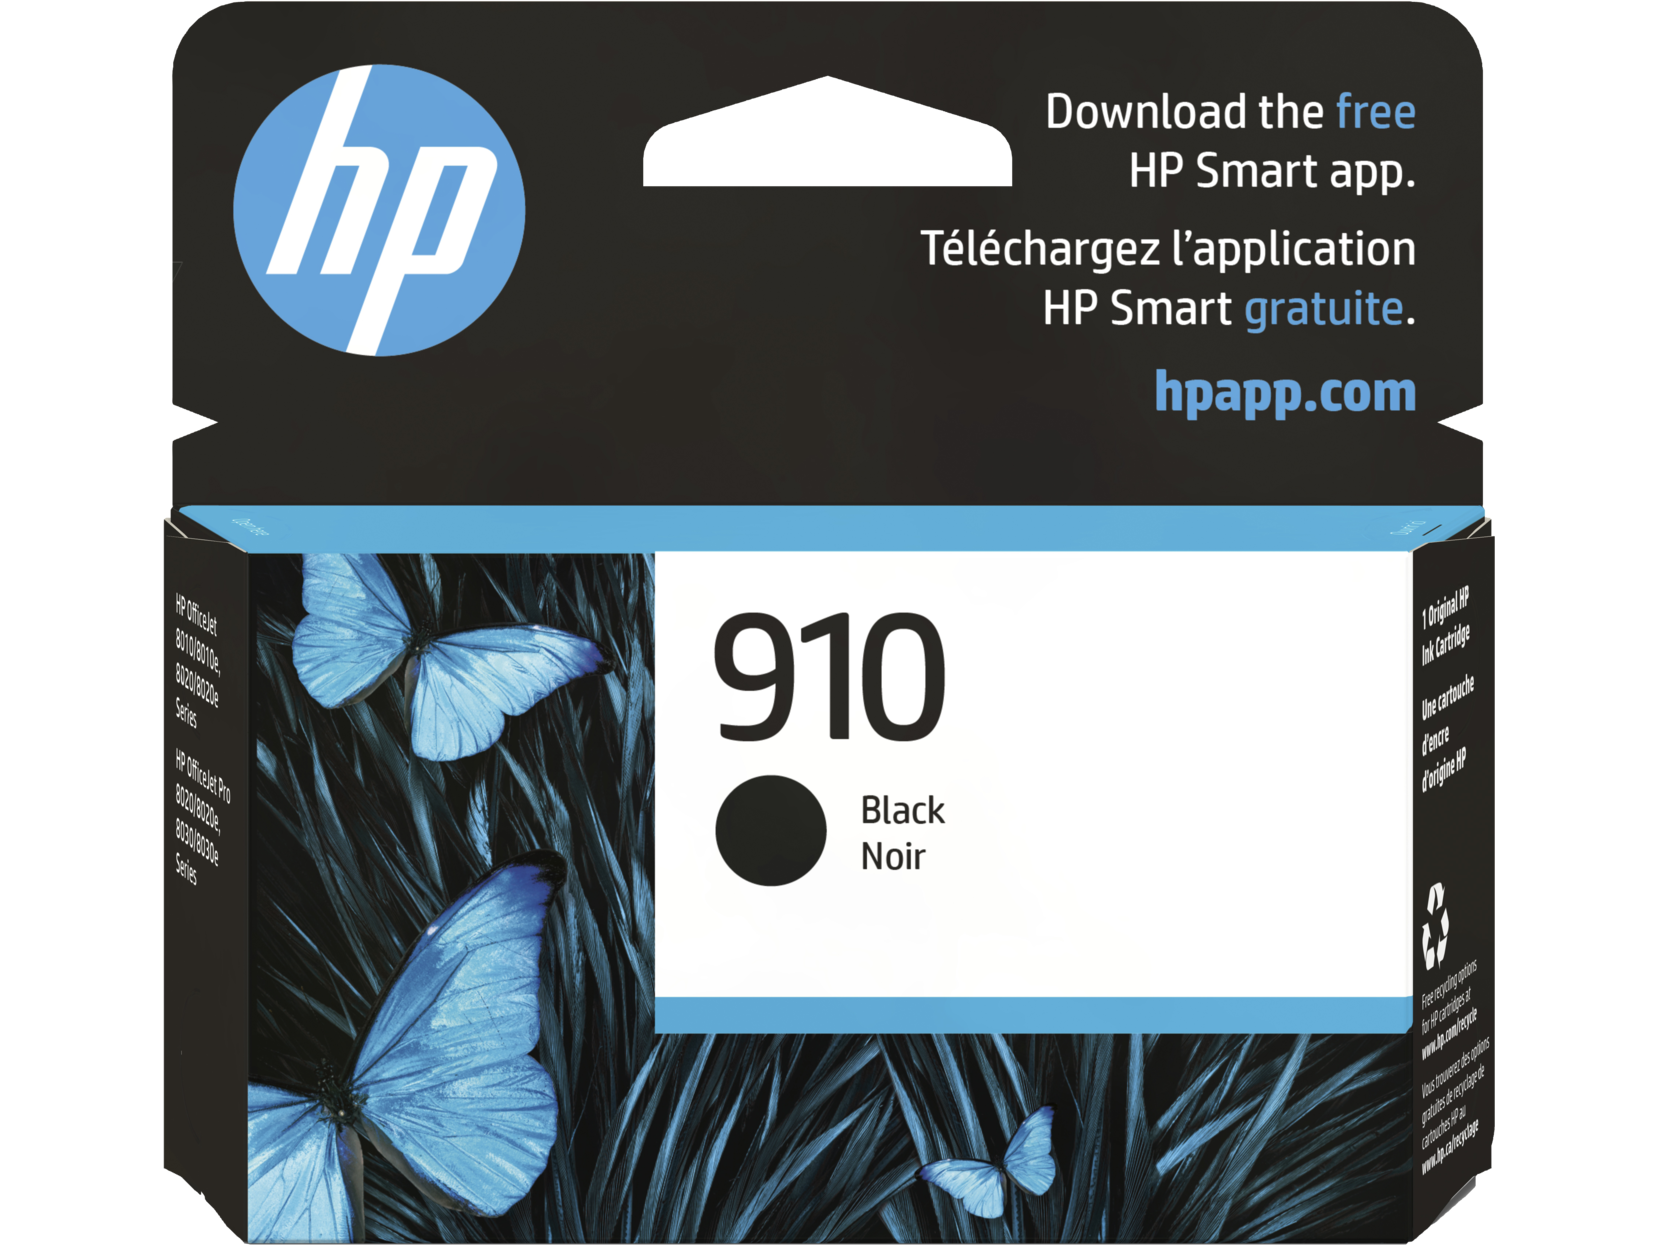 hp
Download the free
HP Smart app.
Téléchargez l'application
HP Smart gratuite.
hpapp.com
HP OfficeJet
8010/8010e,
8020/8020e
Series
HP OfficeJet Pro
8020/8020e,
8030/8030e
Series
910
Black
Noir
1 Original HP
Ink Cartridge
Une cartouche
d'encre
d'origine HP
Free recycling options
for HP cartridges at
www.hp.com/recycle
Vous trouverez des options
gratuites de recyclage de
cartouches HP au
www.hp.ca/recyclage